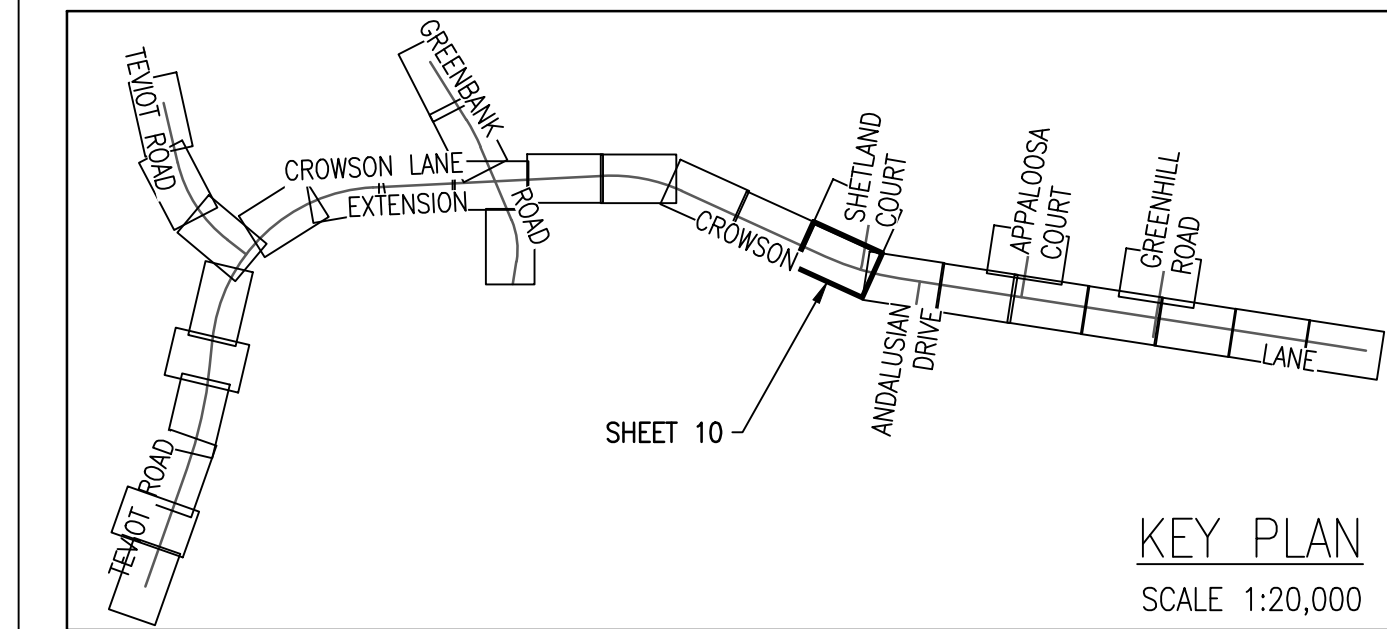 TEVIOT ROAD
GREENBANK
ROAD
CROWSON LANE
EXTENSION
CROWSON
SHETLAND
COURT
APPALOOSA
COURT
GREENHILL
ROAD
ANDALUSIAN
DRIVE
LANE
SHEET 10
TEVIOT ROAD
KEY PLAN
SCALE 1:20,000